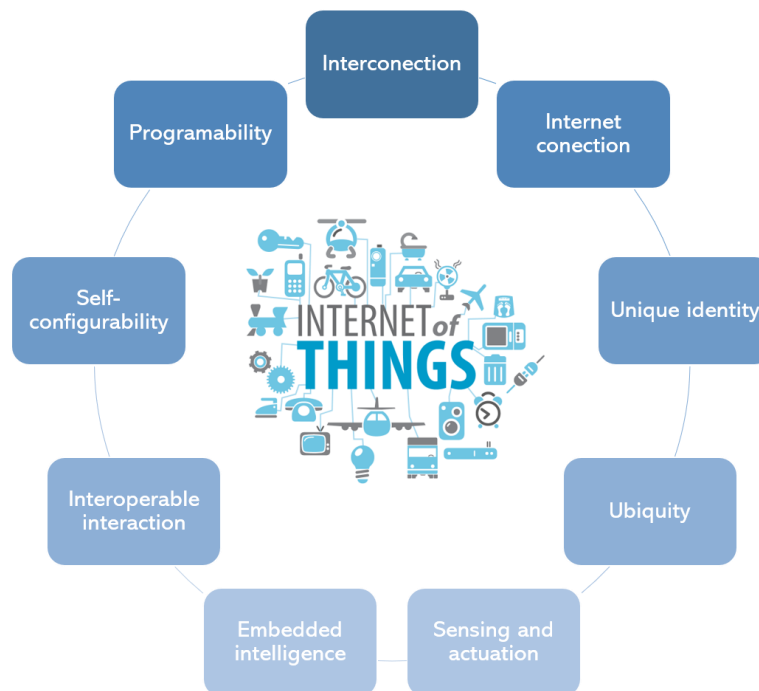 Interconection
Internet
conection
Unique identity
Ubiquity
Sensing and
actuation
Embedded
intelligence
Interoperable
interaction
Self-
configurability
Programability
INTERNET of
THINGS